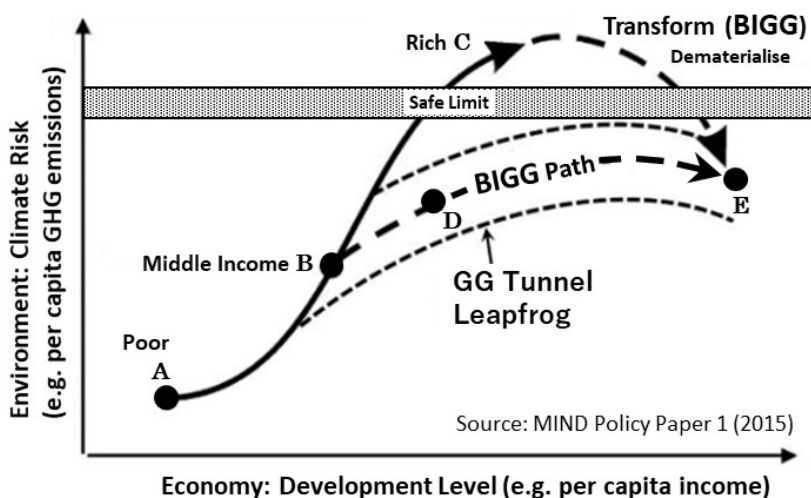 Transform (BIGG)
Rich C
Dematerialise
Safe Limit
BIGG Path
E
D
Middle Income B
GG Tunnel
Leapfrog
Poor
A
Source: MIND Policy Paper 1 (2015)
Environment: Climate Risk
(e.g. per capita GHG emissions)
Economy: Development Level (e.g. per capita income)